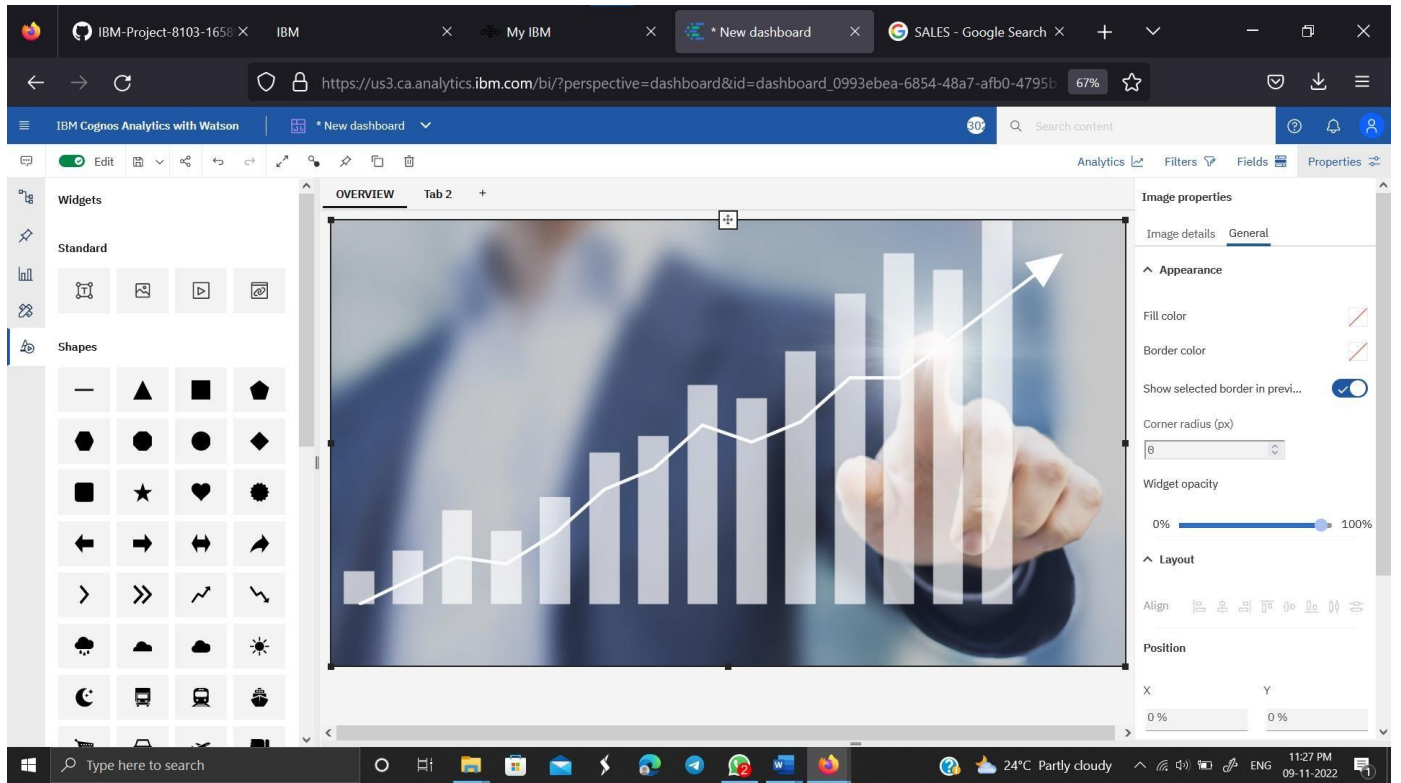 IBM-Project-8103-1658
IBM
My IBM
* New dashboard
SALES - Google Search
https://us3.ca.analytics.ibm.com/bi/?perspective=dashboard&id=dashboard_0993ebea-6854-48a7-afb0-4795b
67%
IBM Cognos Analytics with Watson
* New dashboard
302
Search content
Edit
Analytics
Filters
Fields
Properties
Widgets
Standard
Shapes
OVERVIEW
Tab 2
+
Image properties
Image details
General
Appearance
Fill color
Border color
Show selected border in previ...
Corner radius (px)
0
Widget opacity
0%
100%
Layout
Align
Position
X
Y
0 %
0 %
Type here to search
2
24°C Partly cloudy
ENG
11:27 PM
09-11-2022
1